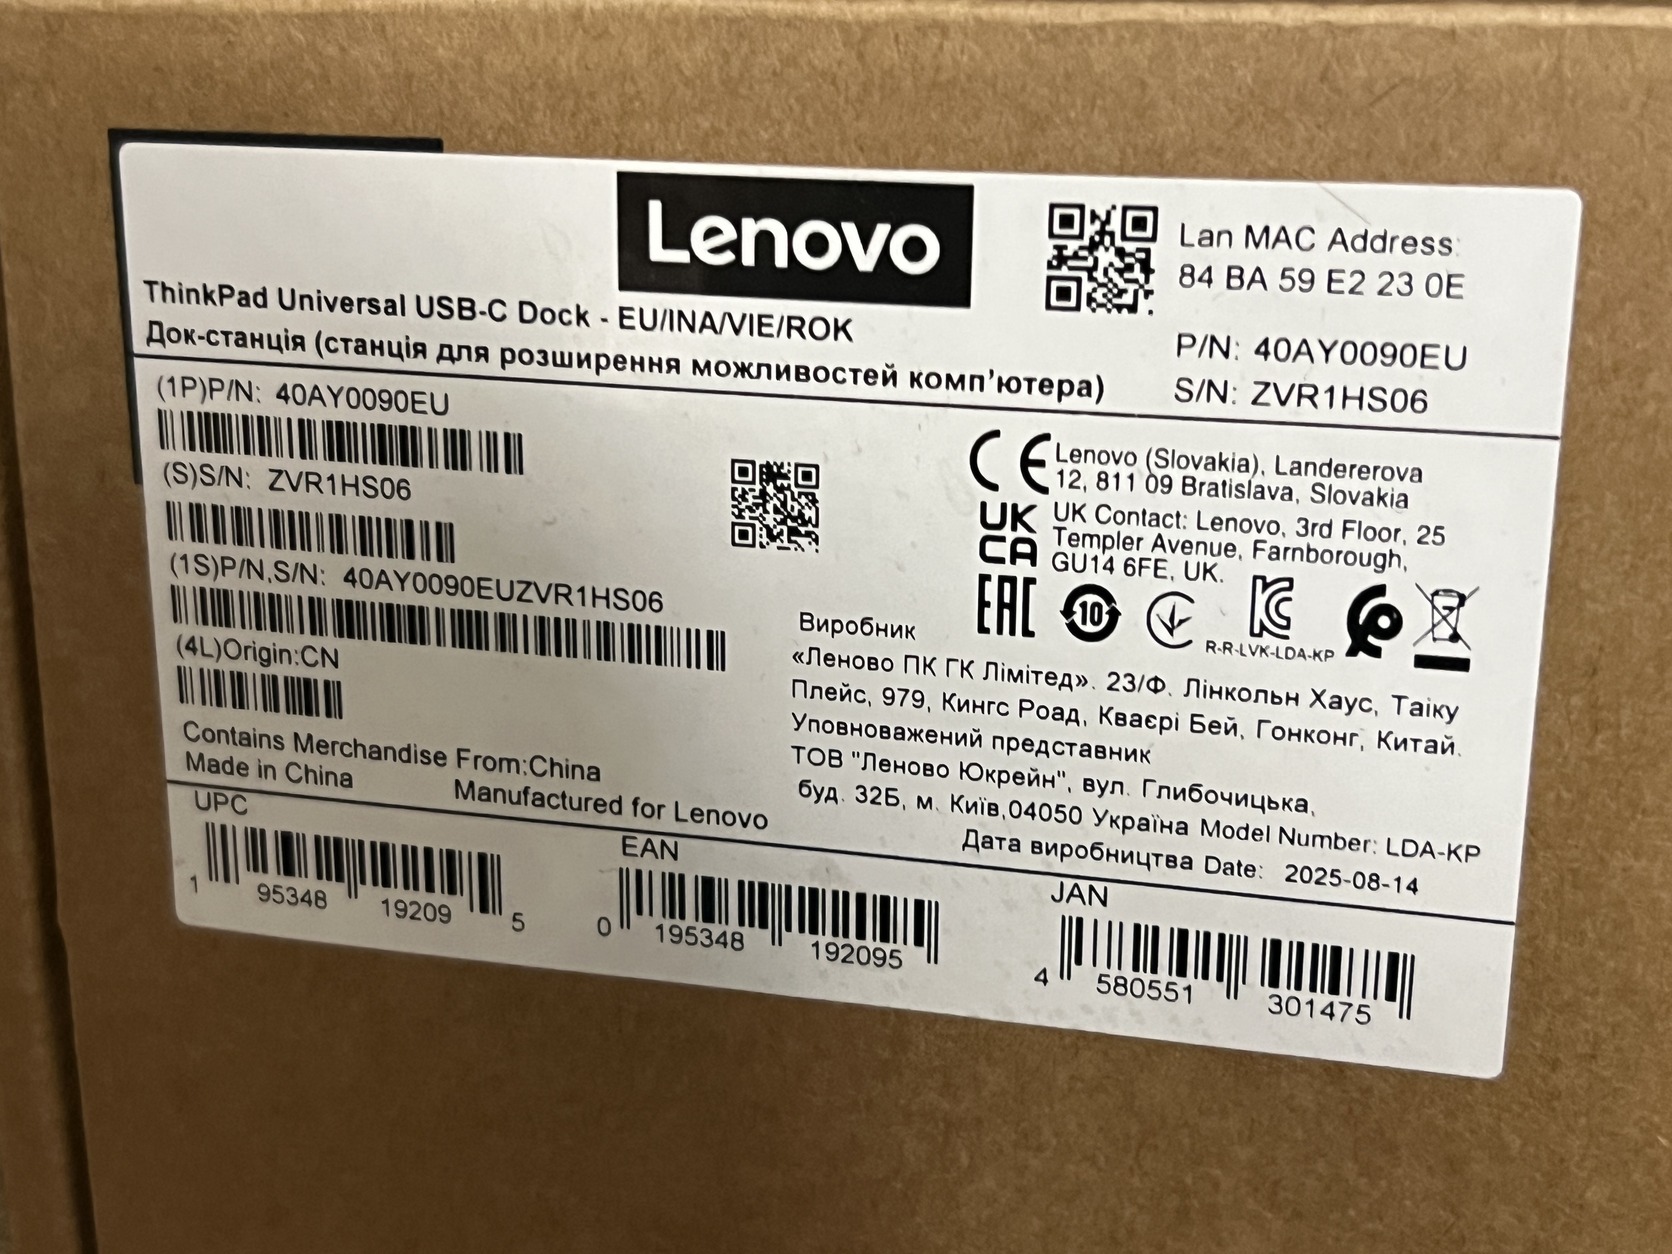 Lenovo
Lan MAC Address:
84 BA 59 E2 23 0E
P/N: 40AY0090EU
S/N: ZVR1HS06
ThinkPad Universal USB-C Dock - EU/INA/VIE/ROK
Док-станція (станція для розширення можливостей комп'ютера)
(1P)P/N: 40AY0090EU
(S)S/N: ZVR1HS06
(1S)P/N,S/N: 40AY0090EUZVR1HS06
(4L)Origin:CN
Contains Merchandise From:China
Made in China
Manufactured for Lenovo
CE
Lenovo (Slovakia), Landererova
12, 811 09 Bratislava, Slovakia
UK
CA
UK Contact: Lenovo, 3rd Floor, 25
Templer Avenue, Farnborough,
GU14 6FE, UK.
EAC
10
R-R-LVK-LDA-KP
Виробник
«Леново ПК ГК Лімітед». 23/Ф. Лінкольн Хаус, Таіку
Плейс, 979, Кингс Роад, Кваєрі Бей, Гонконг, Китай.
Уповноважений представник
ТОВ "Леново Юкрейн", вул. Глибочицька,
буд. 32Б, м. Київ,04050 Україна Model Number: LDA-KP
Дата виробництва Date: 2025-08-14
UPC
1 95348 19209 5
EAN
0 195348 192095
JAN
4 580551 301475